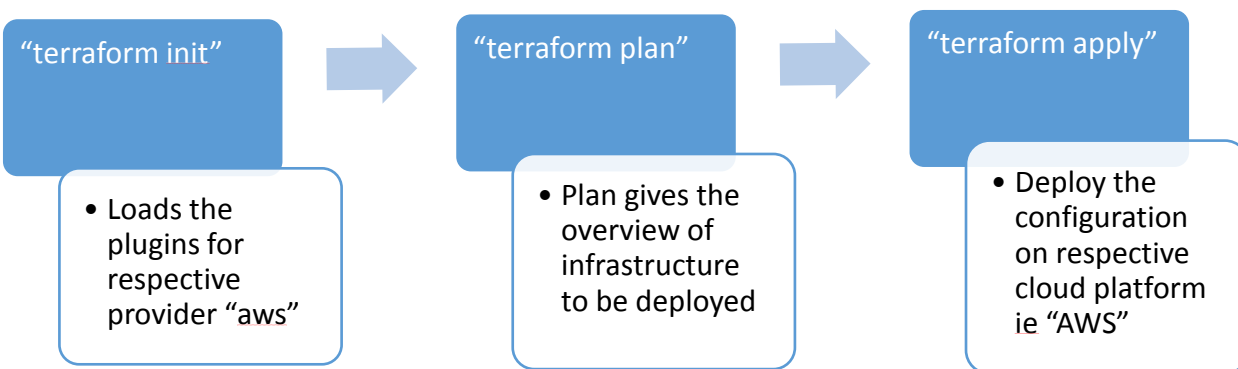 “terraform init”
• Loads the
plugins for
respective
provider “aws”
“terraform plan”
• Plan gives the
overview of
infrastructure
to be deployed
“terraform apply”
• Deploy the
configuration
on respective
cloud platform
ie “AWS”